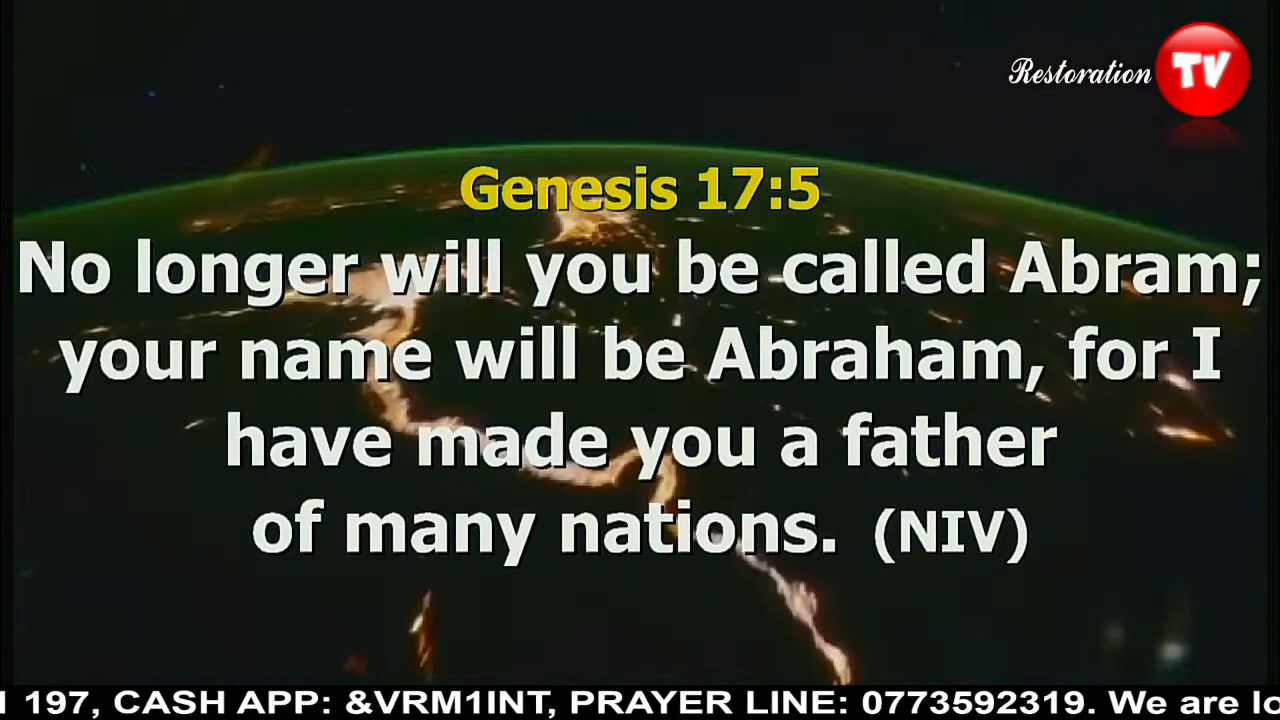 Restoration TV
Genesis 17:5
No longer will you be called Abram;
your name will be Abraham, for I
have made you a father
of many nations. (NIV)
197, CASH APP: &VRM1INT, PRAYER LINE: 0773592319. We are